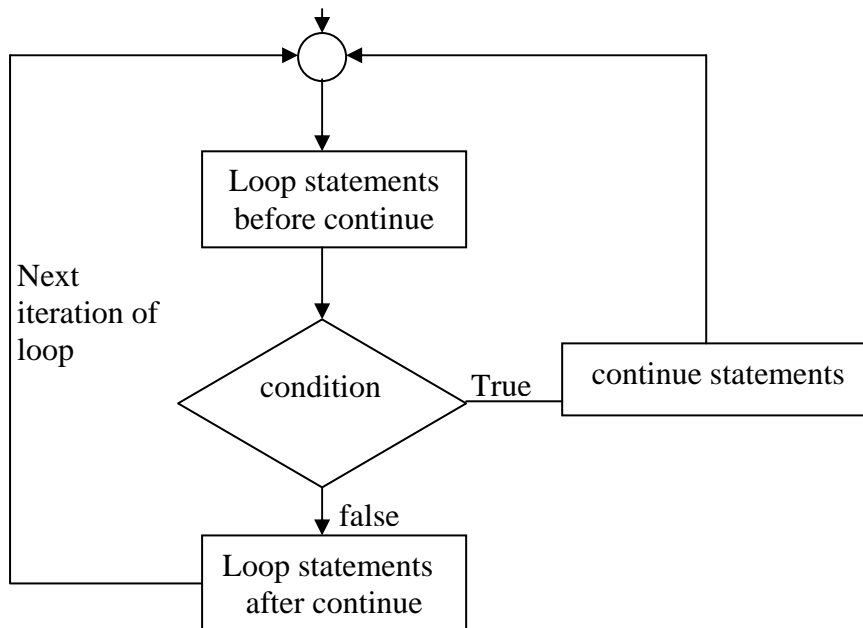 Loop statements
before continue
Next
iteration of
loop
condition
True
continue statements
false
Loop statements
after continue